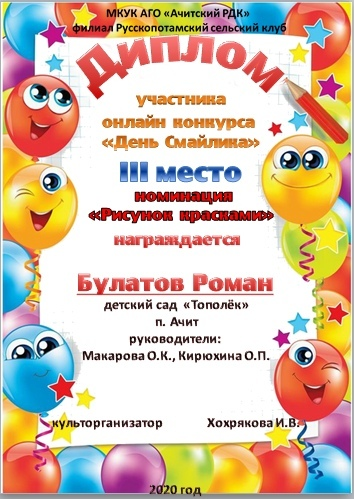 МКУК АГО «Ачитский РДК»
филиал Русскопотамский сельский клуб
Диплом
участника
онлайн конкурса
«День Смайлика»
III место
номинация
«Рисунок красками»
награждается
Булатов Роман
детский сад «Тополёк»
п. Ачит
руководители:
Макарова О.К., Кирюхина О.П.
культорганизатор Хохрякова И.В.
2020 год